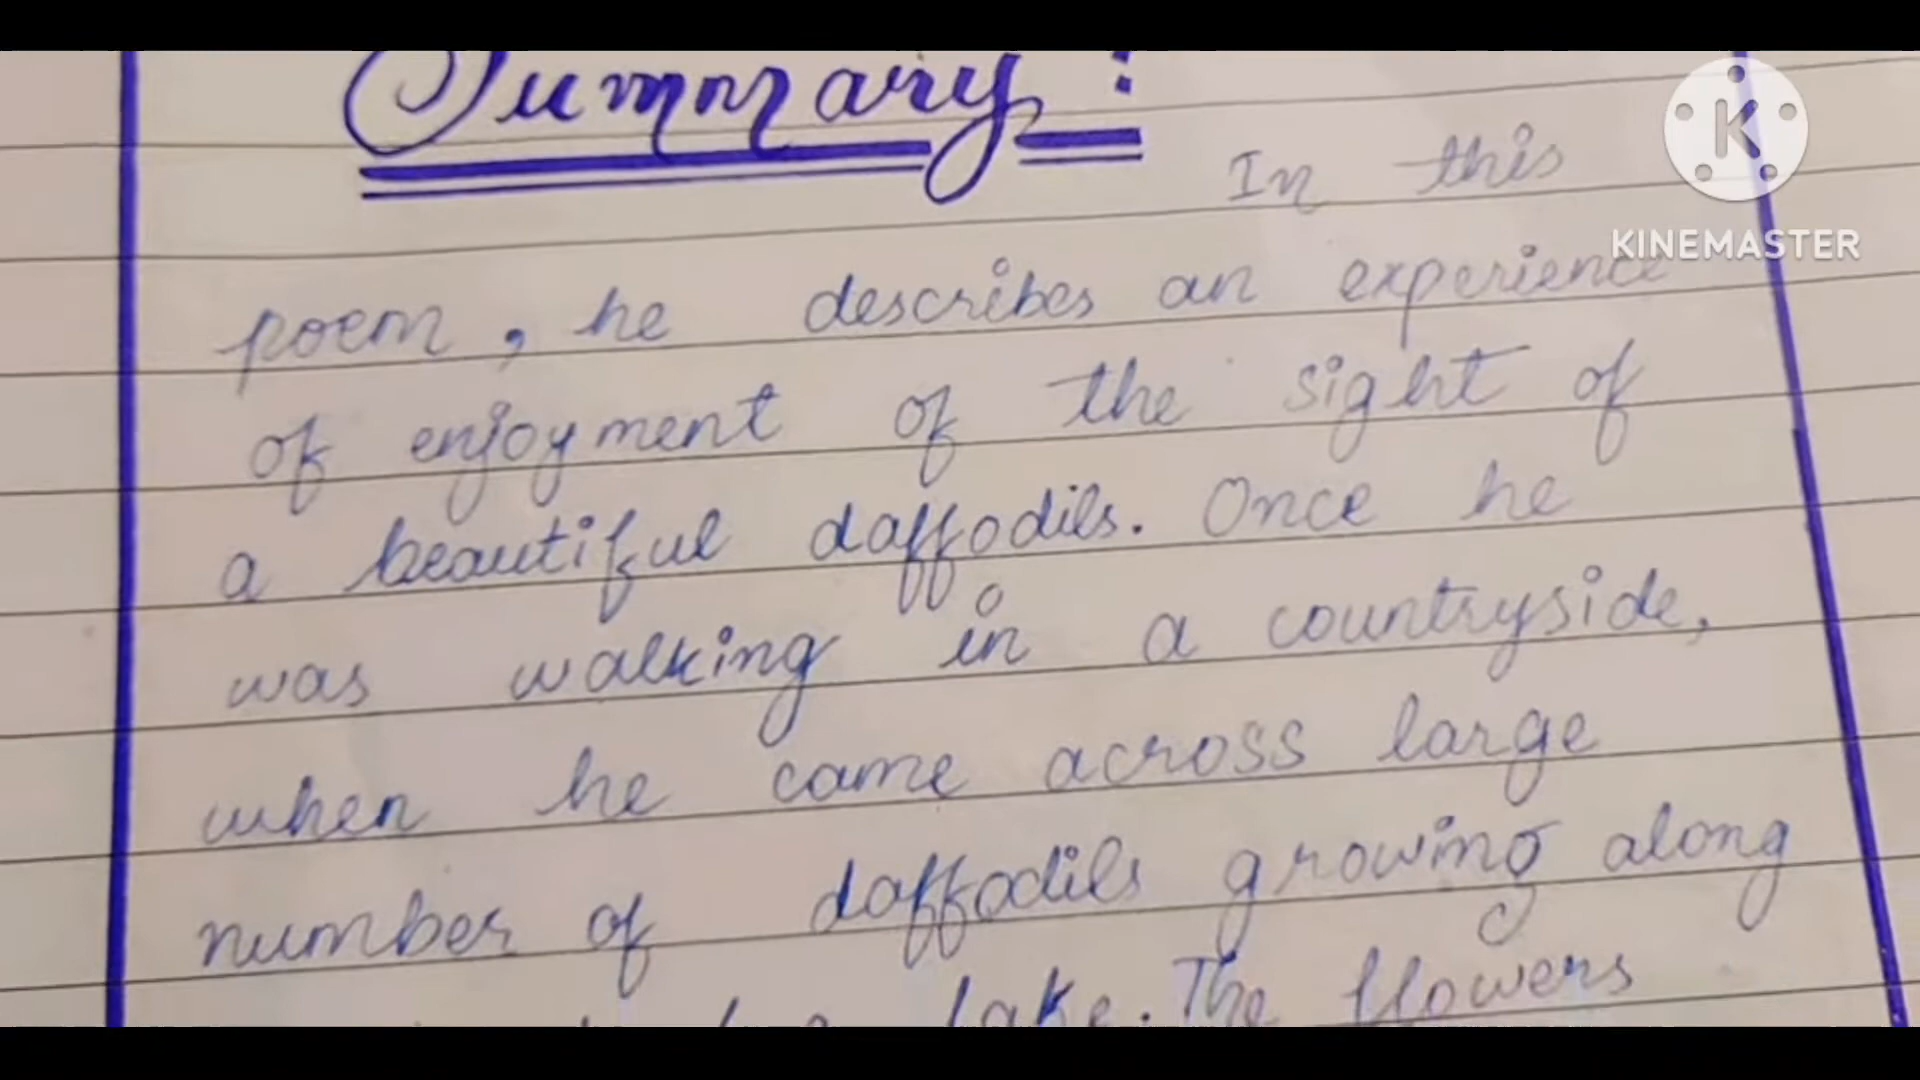 Summary :
In this
K
KINEMASTER
poem, he describes an experience
of enjoyment of the sight of
a beautiful daffodils. Once he
was walking in a countryside,
when he came across large
number of daffodils growing along
lake. The flowers